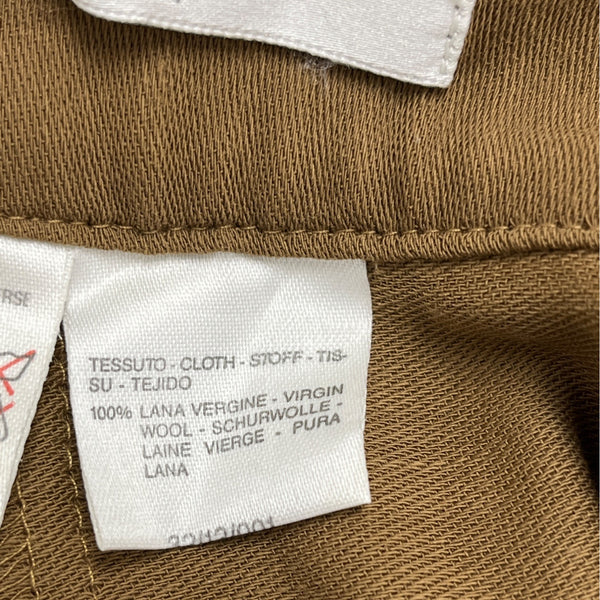 TESSUTO - CLOTH - STOFF - TIS-
SU - TEJIDO
100% LANA VERGINE - VIRGIN
WOOL - SCHURWOLLE -
LAINE VIERGE - PURA
LANA